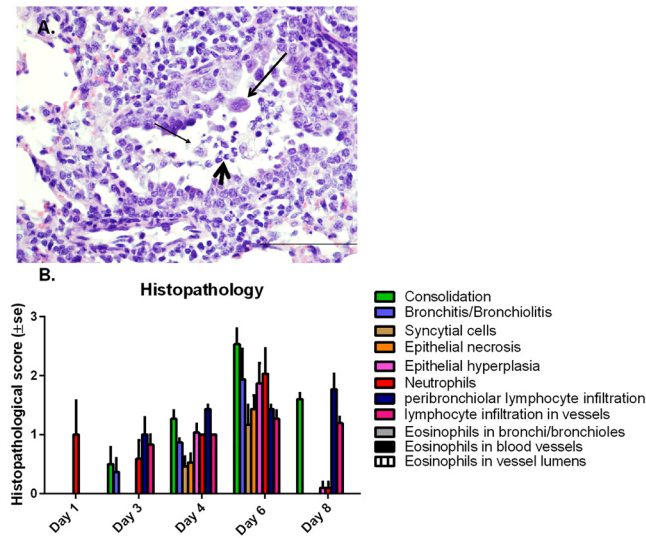 A.
B.
Histopathology
Histopathological score (±se)
3
2
1
0
Day 1
Day 3
Day 4
Day 6
Day 8
Consolidation
Bronchitis/Bronchiolitis
Syncytial cells
Epithelial necrosis
Epithelial hyperplasia
Neutrophils
peribronchiolar lymphocyte infiltration
lymphocyte infiltration in vessels
Eosinophils in bronchi/bronchioles
Eosinophils in blood vessels
Eosinophils in vessel lumens